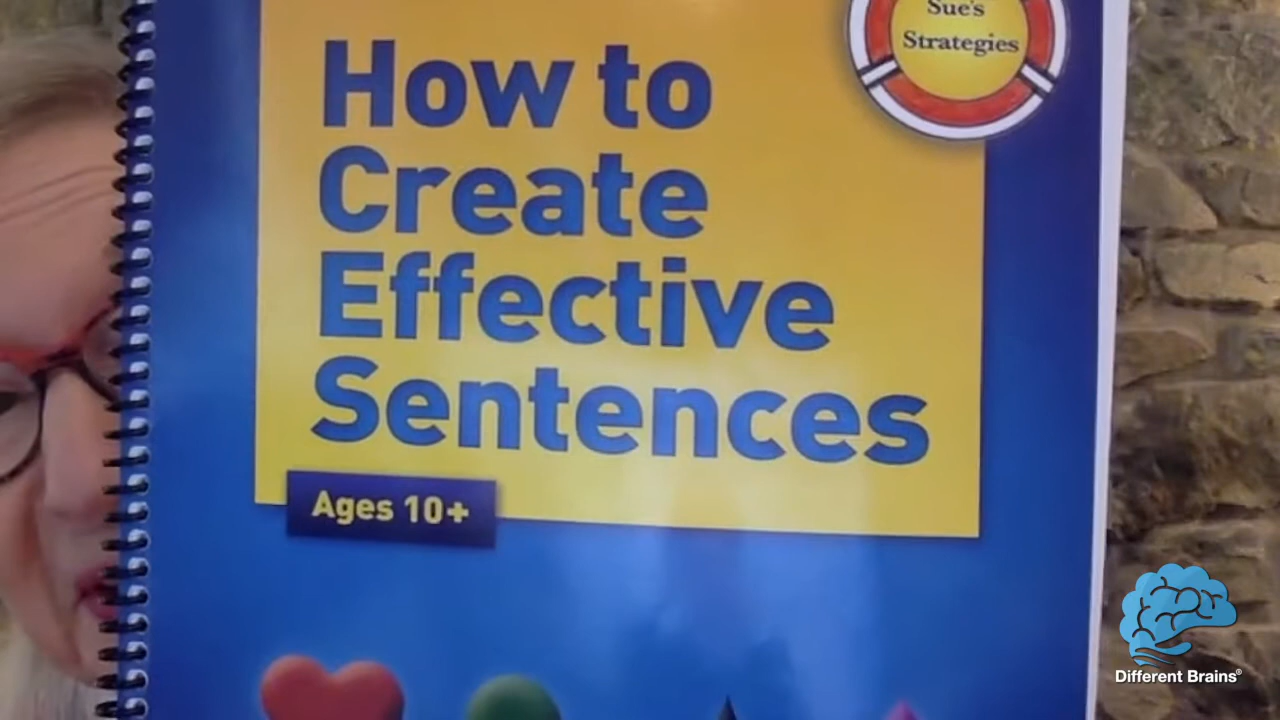 Sue's
Strategies
How to
Create
Effective
Sentences
Ages 10+
Different Brains®